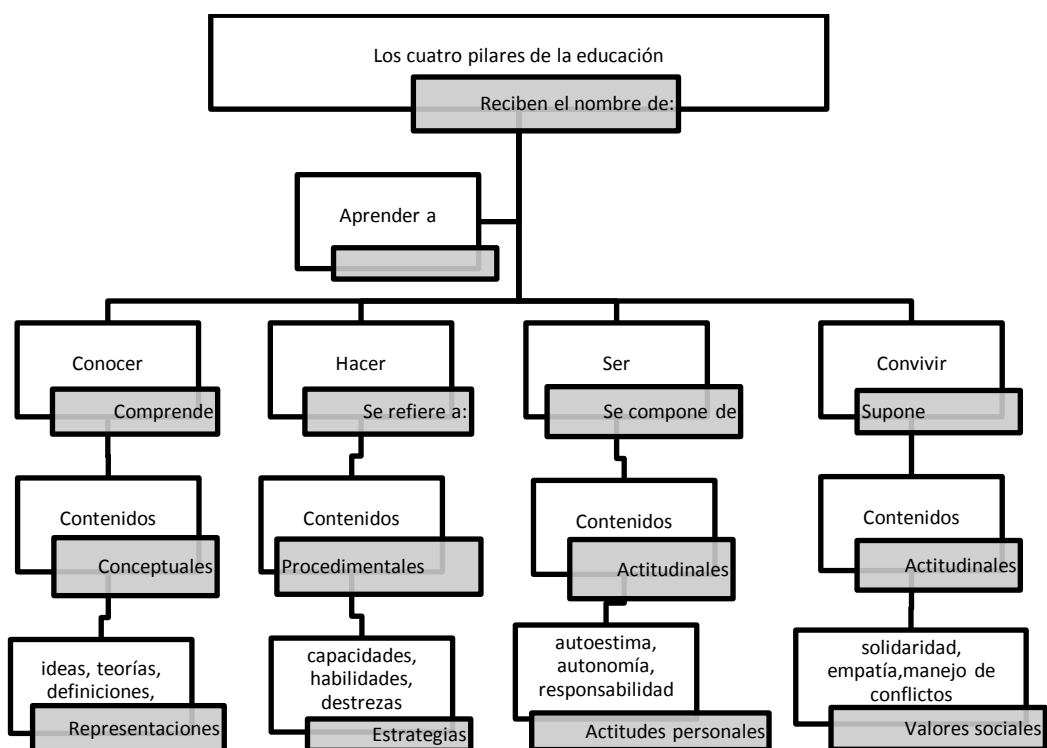 Los cuatro pilares de la educación
Reciben el nombre de:
Aprender a
Conocer
Comprende
Hacer
Se refiere a:
Ser
Se compone de
Convivir
Supone
Contenidos
Conceptuales
Contenidos
Procedimentales
Contenidos
Actitudinales
Contenidos
Actitudinales
ideas, teorías,
definiciones,
Representaciones
capacidades,
habilidades,
destrezas
Estrategias
autoestima,
autonomía,
responsabilidad
Actitudes personales
solidaridad,
empatía,manejo de
conflictos
Valores sociales